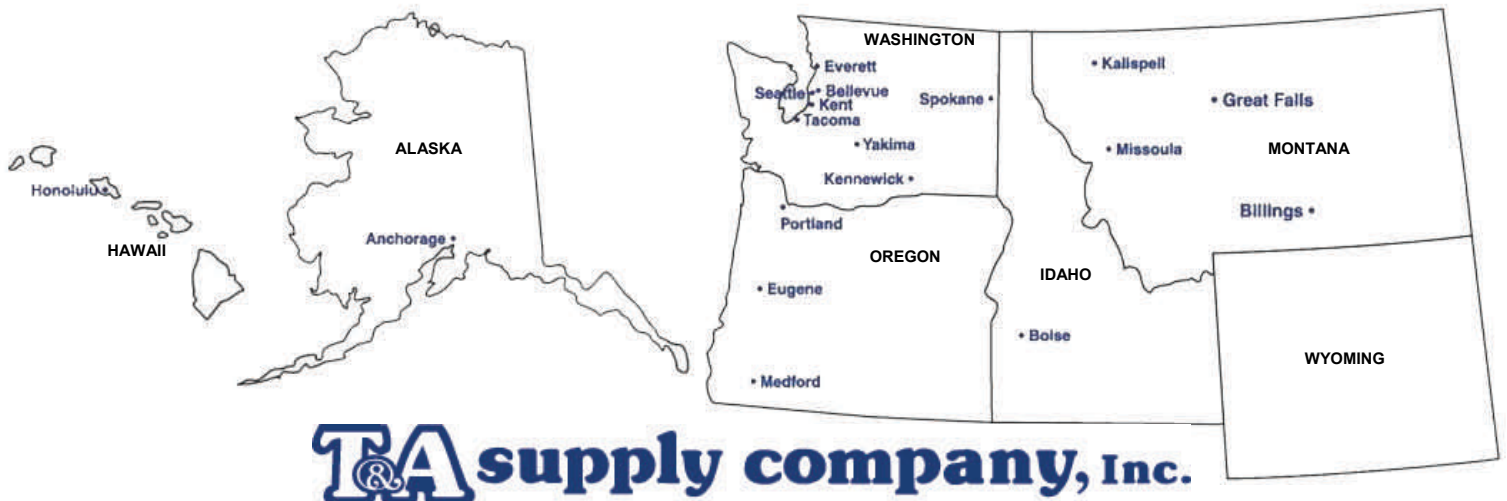 HAWAII
Honolulu
ALASKA
Anchorage
WASHINGTON
Everett
Seattle
Bellevue
Kent
Tacoma
Spokane
Yakima
Kennewick
Portland
OREGON
Eugene
Medford
IDAHO
Boise
Kalispell
Great Falls
Missoula
MONTANA
Billings
WYOMING
T&A supply company, Inc.